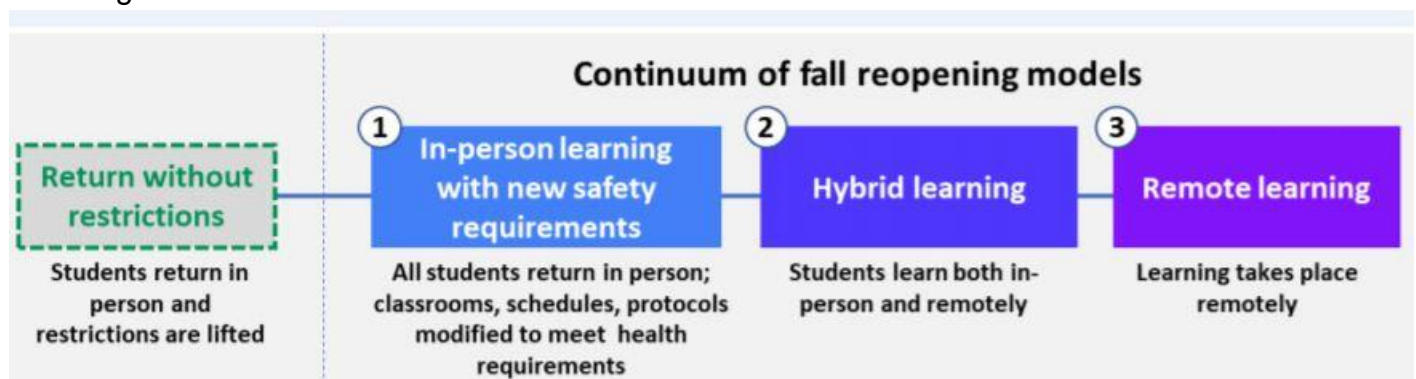 Continuum of fall reopening models
Return without
restrictions
Students return in
person and
restrictions are lifted
1
In-person learning
with new safety
requirements
All students return in person;
classrooms, schedules, protocols
modified to meet health
requirements
2
Hybrid learning
Students learn both in-
person and remotely
3
Remote learning
Learning takes place
remotely